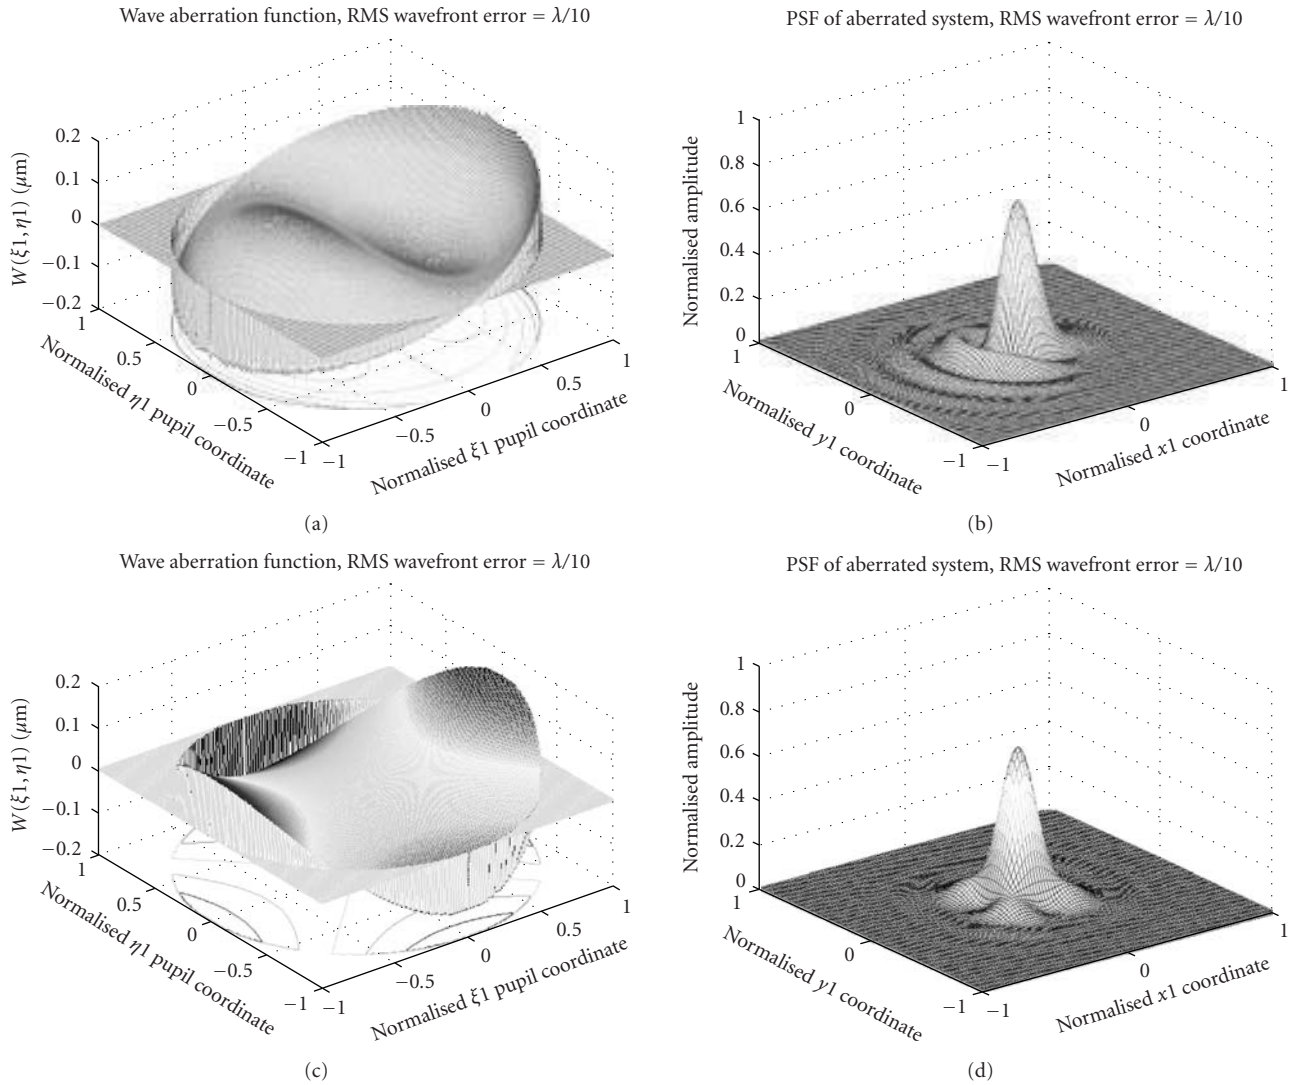 Wave aberration function, RMS wavefront error = λ/10
PSF of aberrated system, RMS wavefront error = λ/10
W(ξ1, η1) (μm)
0.2
0.1
0
−0.1
−0.2
1
0.5
0
−0.5
−1
Normalised η1 pupil coordinate
−1
−0.5
0
0.5
1
Normalised ξ1 pupil coordinate
(a)
Normalised amplitude
1
0.8
0.6
0.4
0.2
0
1
0
−1
Normalised y1 coordinate
−1
0
1
Normalised x1 coordinate
(b)
Wave aberration function, RMS wavefront error = λ/10
PSF of aberrated system, RMS wavefront error = λ/10
W(ξ1, η1) (μm)
0.2
0.1
0
−0.1
−0.2
1
0.5
0
−0.5
−1
Normalised η1 pupil coordinate
−1
−0.5
0
0.5
1
Normalised ξ1 pupil coordinate
(c)
Normalised amplitude
1
0.8
0.6
0.4
0.2
0
1
0
−1
Normalised y1 coordinate
−1
0
1
Normalised x1 coordinate
(d)